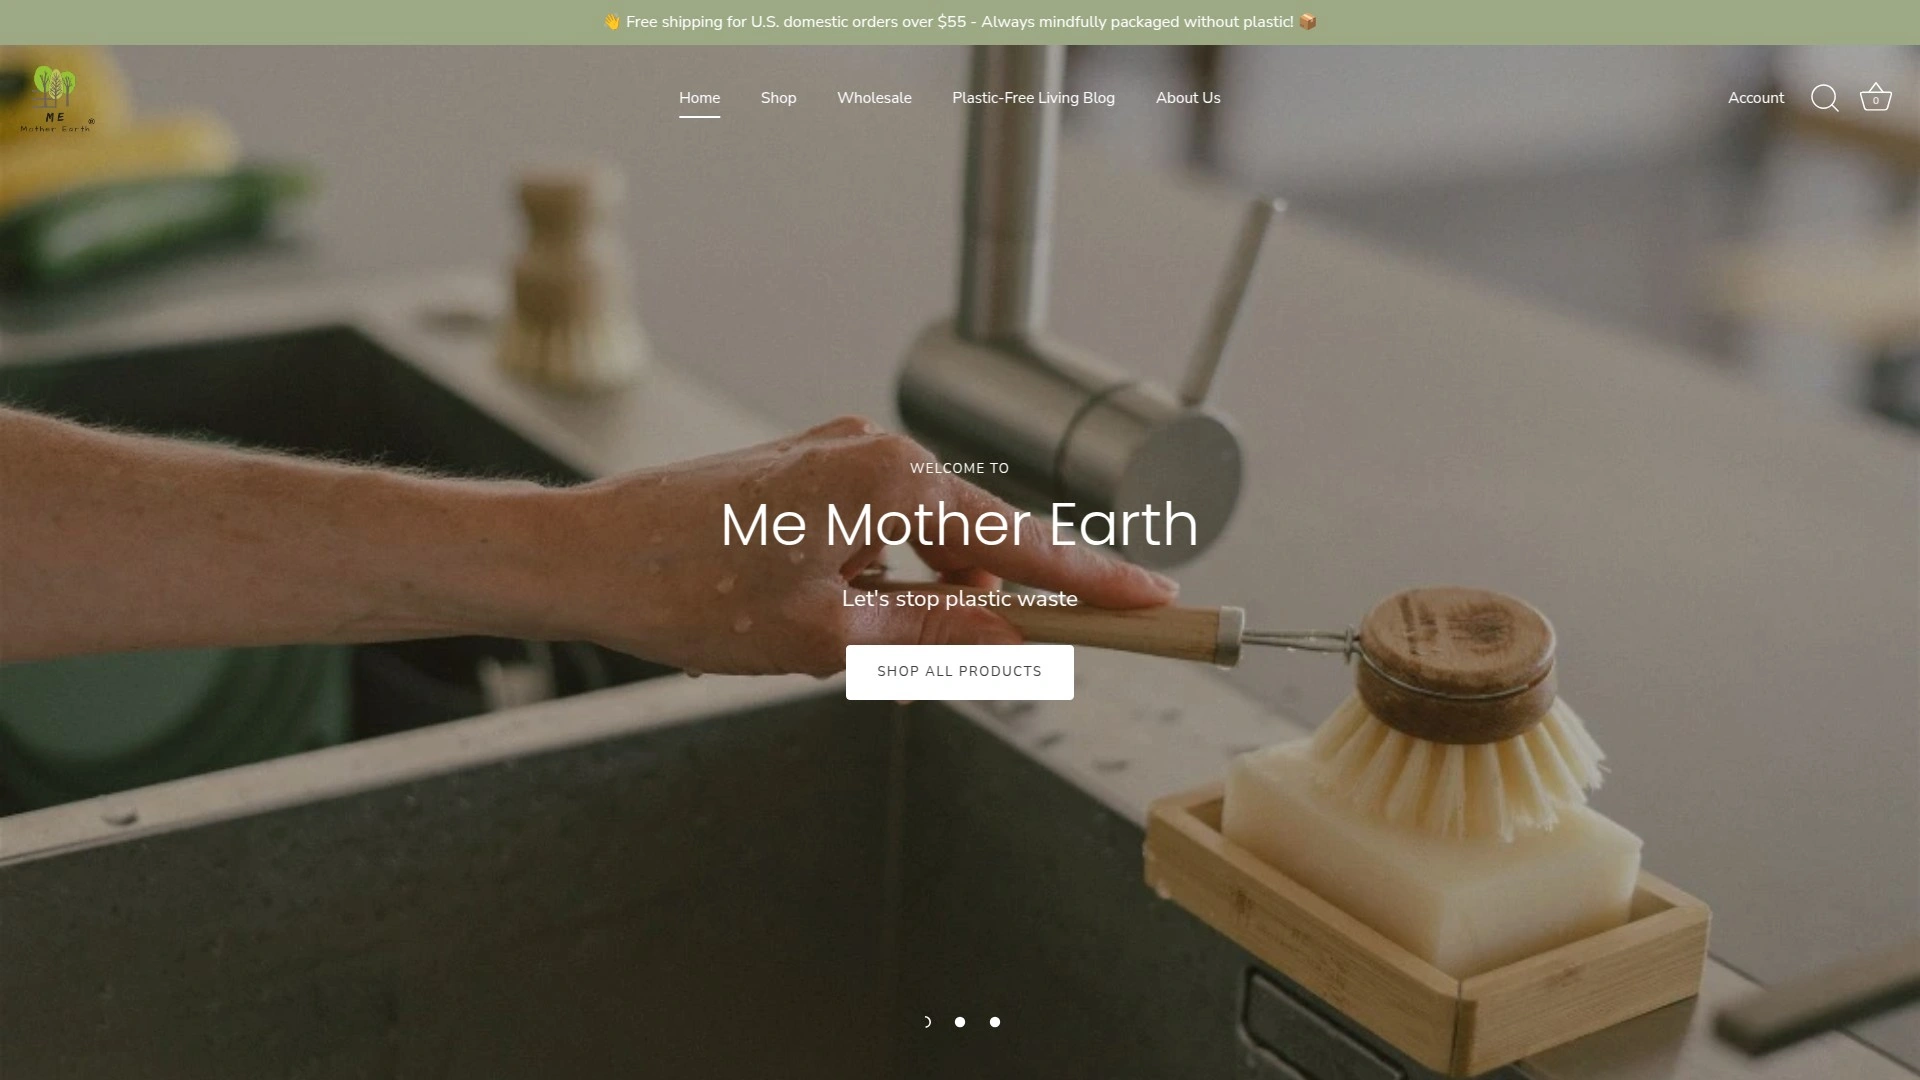 👋 Free shipping for U.S. domestic orders over $55 - Always mindfully packaged without plastic! 📦
ME
Mother Earth®
Home
Shop
Wholesale
Plastic-Free Living Blog
About Us
Account
0
WELCOME TO
Me Mother Earth
Let's stop plastic waste
SHOP ALL PRODUCTS